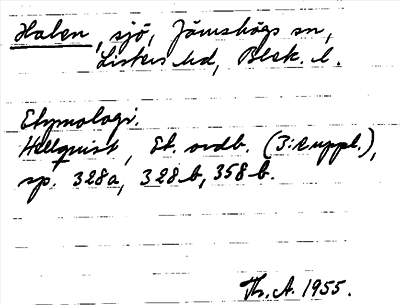 Halen, sjö, Jämshögs sn,
Listers hd, Blek. l.
Etymologi.
Hellquist, Et. ordb. (3:e uppl.),
sp. 328a, 328b, 358b.
Th. A. 1955.